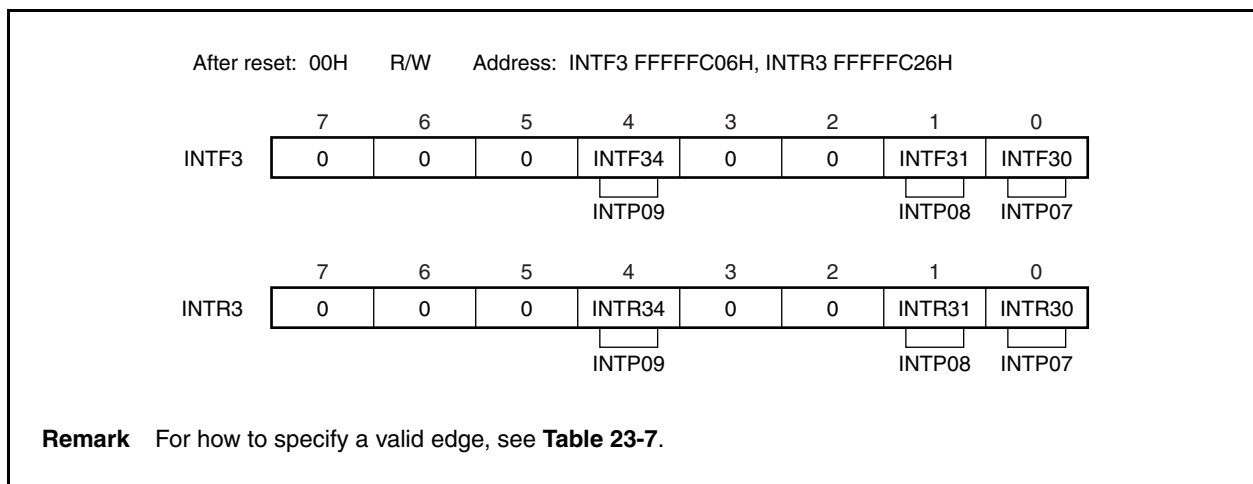 After reset: 00H R/W Address: INTF3 FFFFFC06H, INTR3 FFFFFC26H
7 6 5 4 3 2 1 0
INTF3 0 0 0 INTF34 0 0 INTF31 INTF30
INTP09 INTP08 INTP07
7 6 5 4 3 2 1 0
INTR3 0 0 0 INTR34 0 0 INTR31 INTR30
INTP09 INTP08 INTP07
Remark For how to specify a valid edge, see Table 23-7.